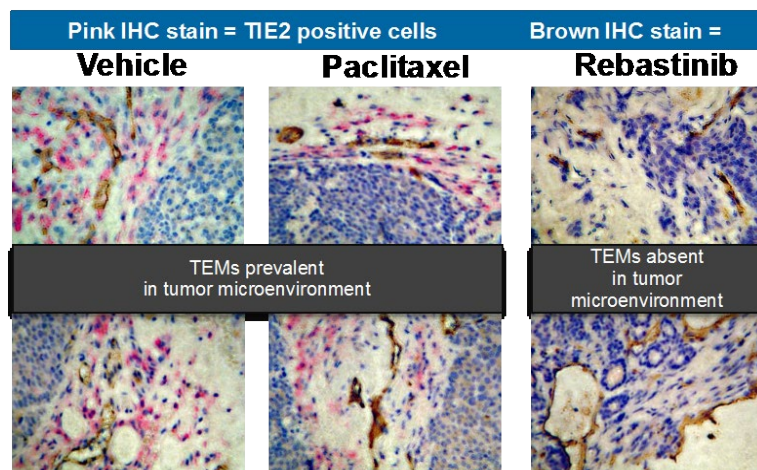 Pink IHC stain = TIE2 positive cells
Brown IHC stain =
Vehicle
Paclitaxel
Rebastinib
TEMs prevalent
in tumor microenvironment
TEMs absent
in tumor
microenvironment